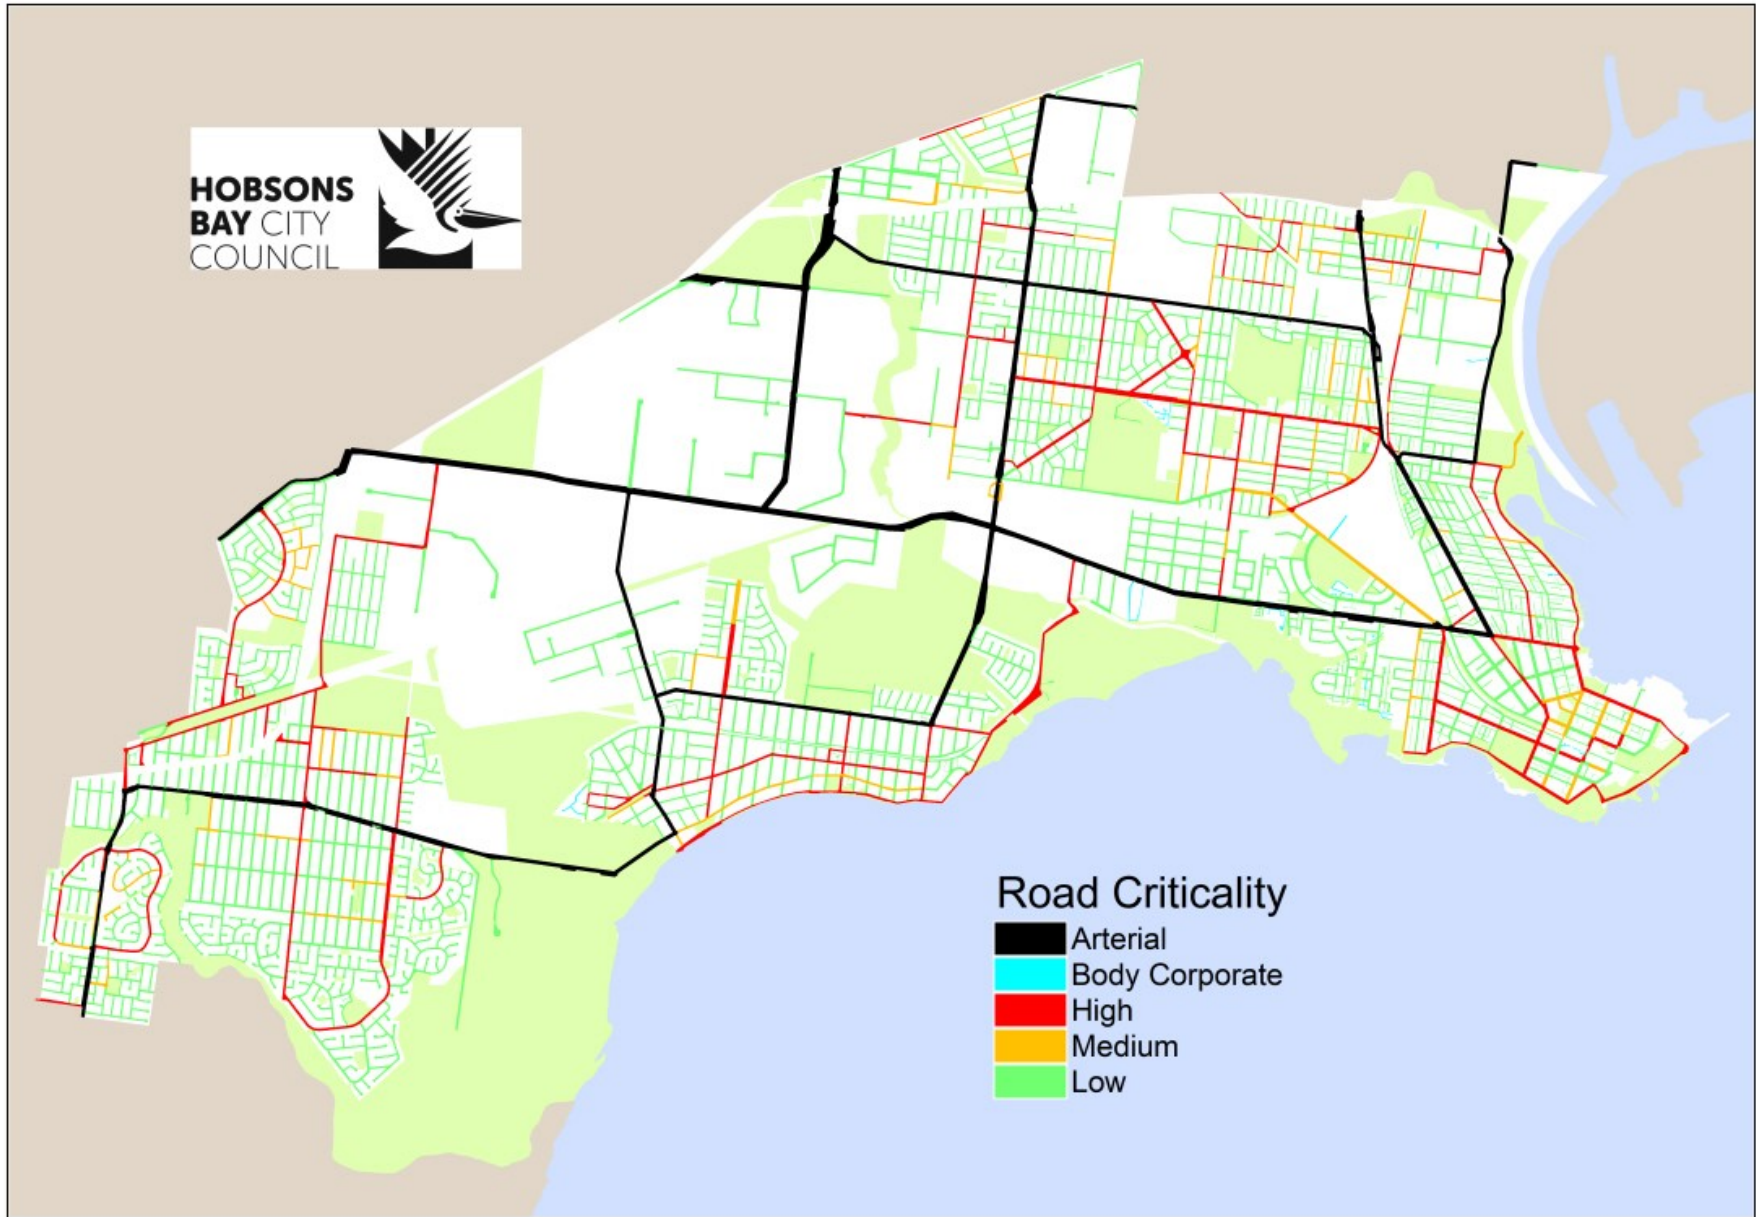 HOBSONS
BAY CITY
COUNCIL
Road Criticality
Arterial
Body Corporate
High
Medium
Low